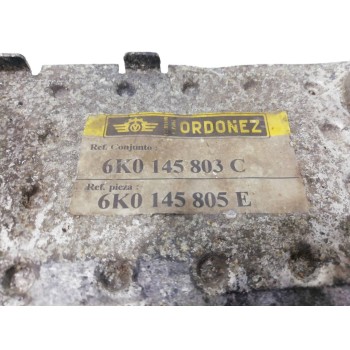 ORDOÑEZ
Ref. Conjunto :
6K0 145 803 C
Ref. pieza :
6K0 145 805 E